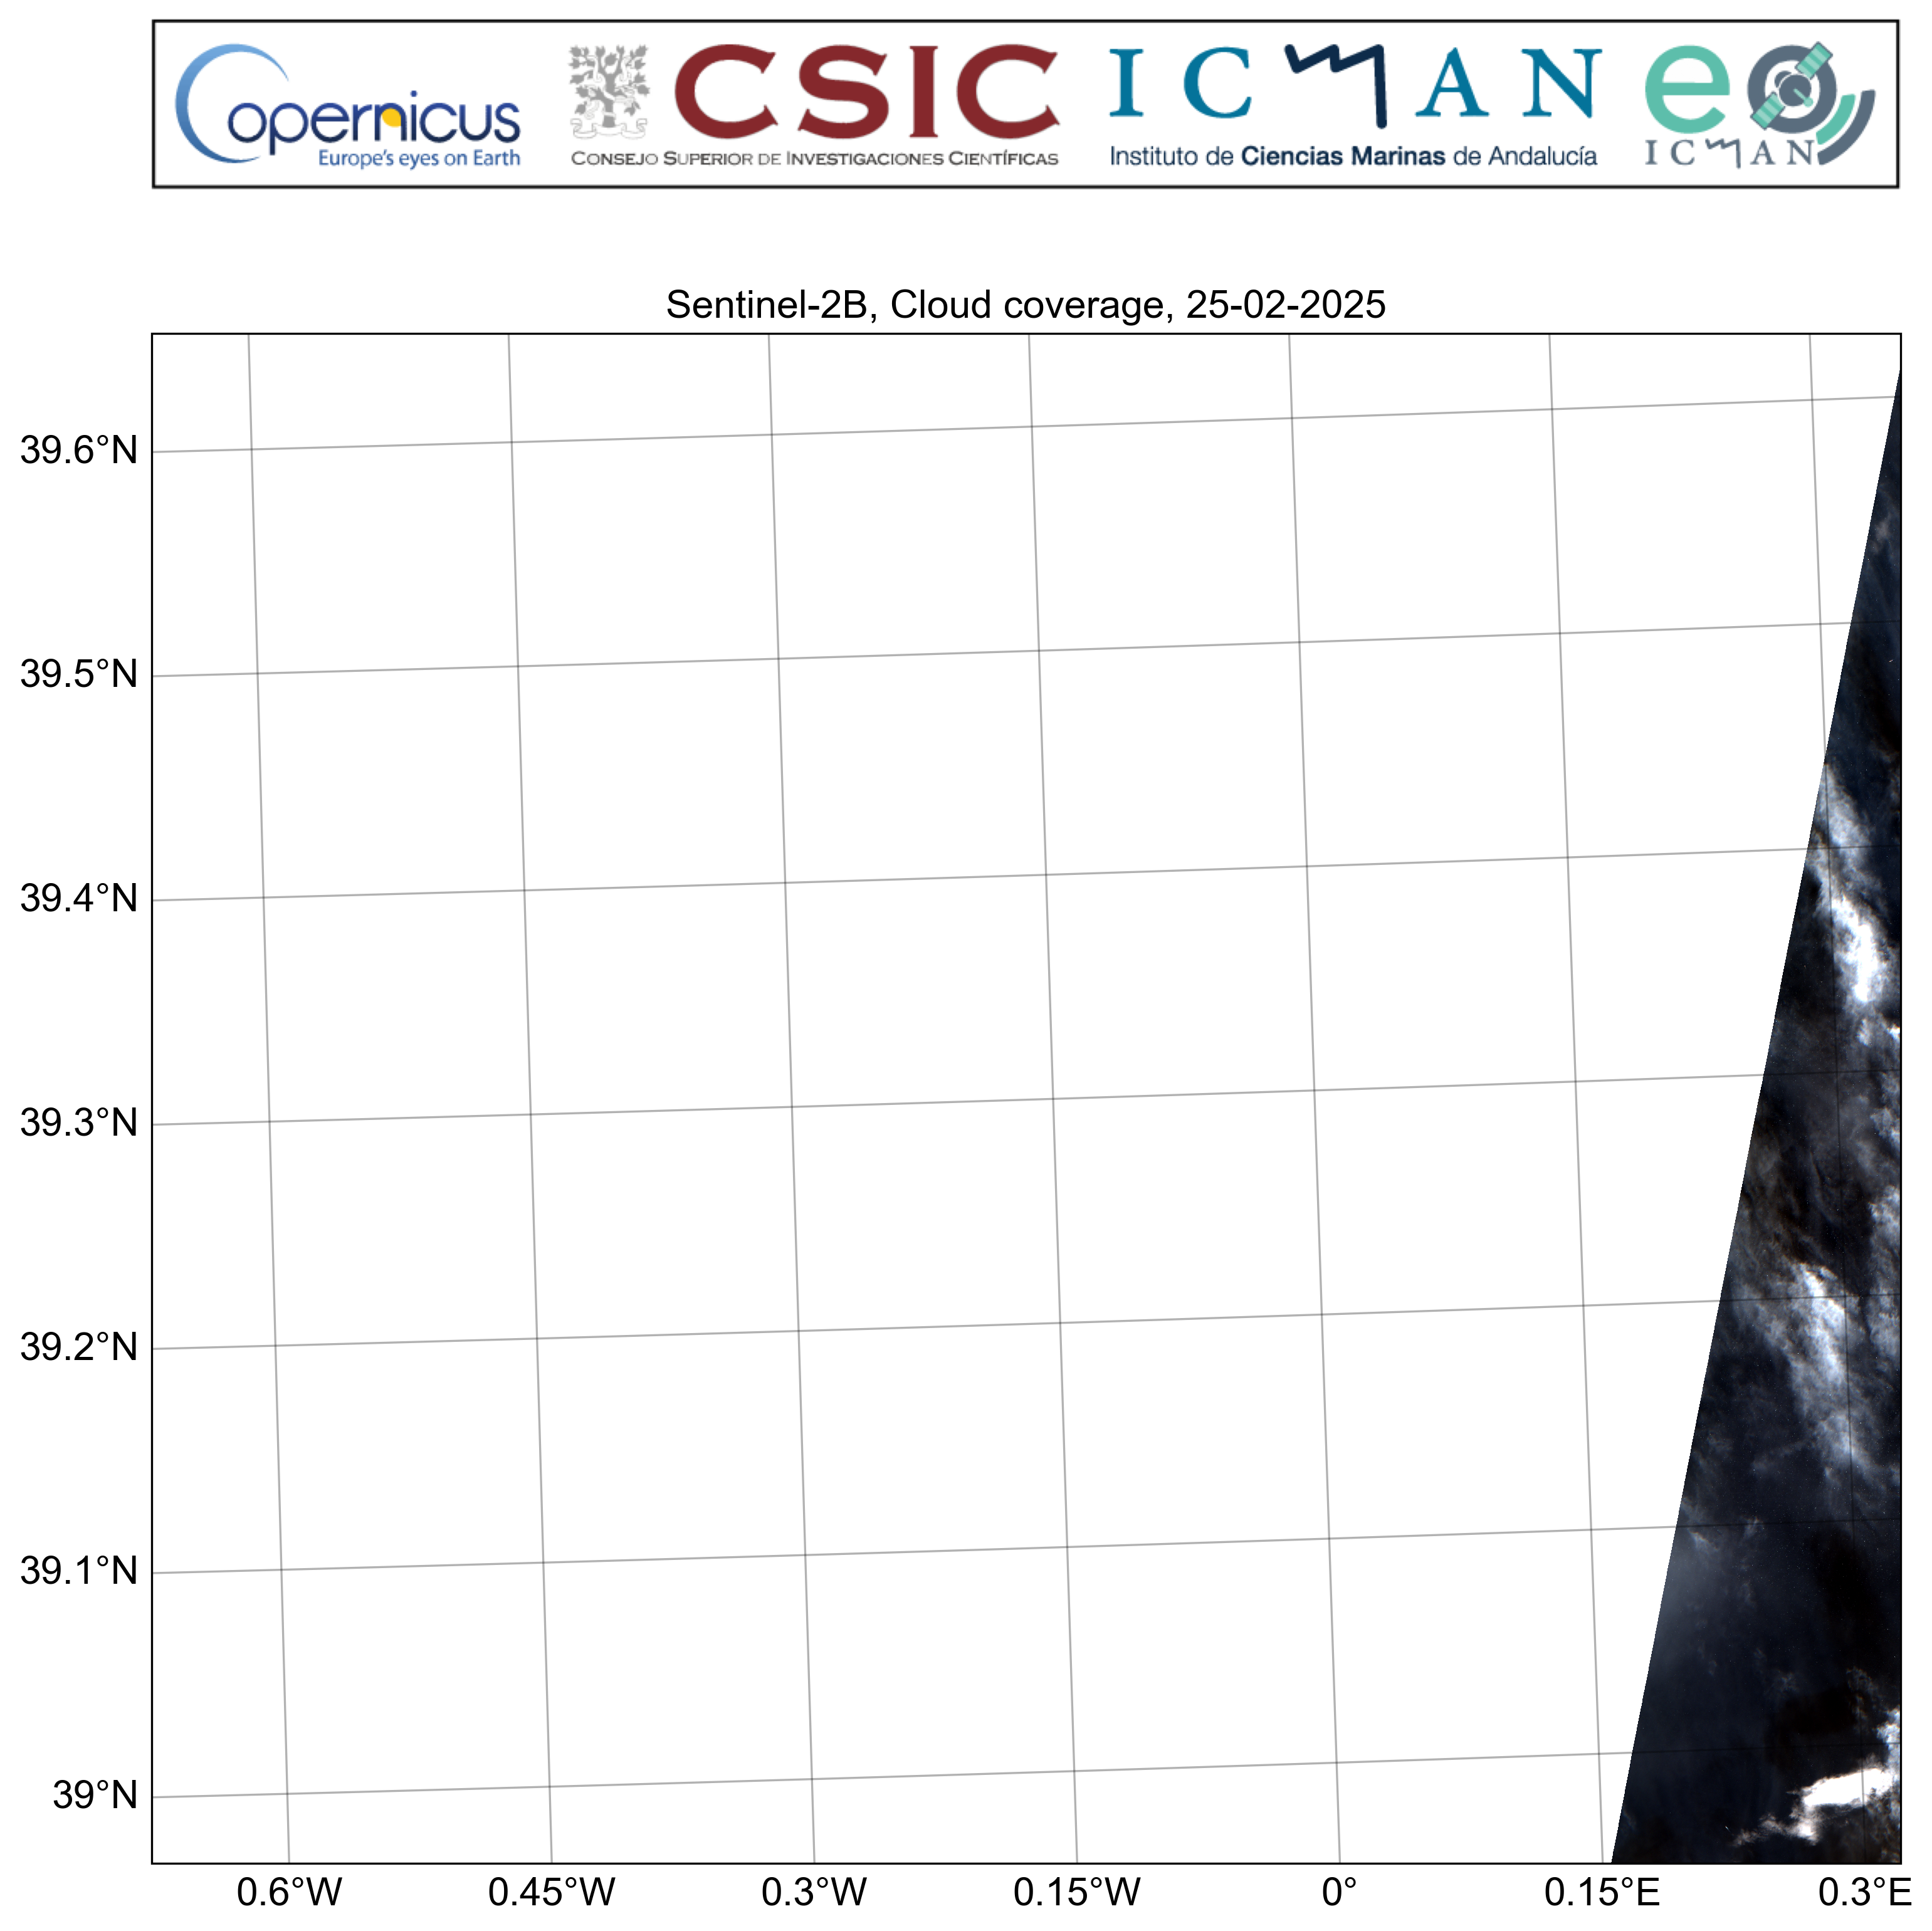 Copernicus
Europe's eyes on Earth
CSIC
CONSEJO SUPERIOR DE INVESTIGACIONES CIENTÍFICAS
ICMAN
Instituto de Ciencias Marinas de Andalucía
eo
ICMAN
Sentinel-2B, Cloud coverage, 25-02-2025
39.6°N
39.5°N
39.4°N
39.3°N
39.2°N
39.1°N
39°N
0.6°W 0.45°W 0.3°W 0.15°W 0° 0.15°E 0.3°E